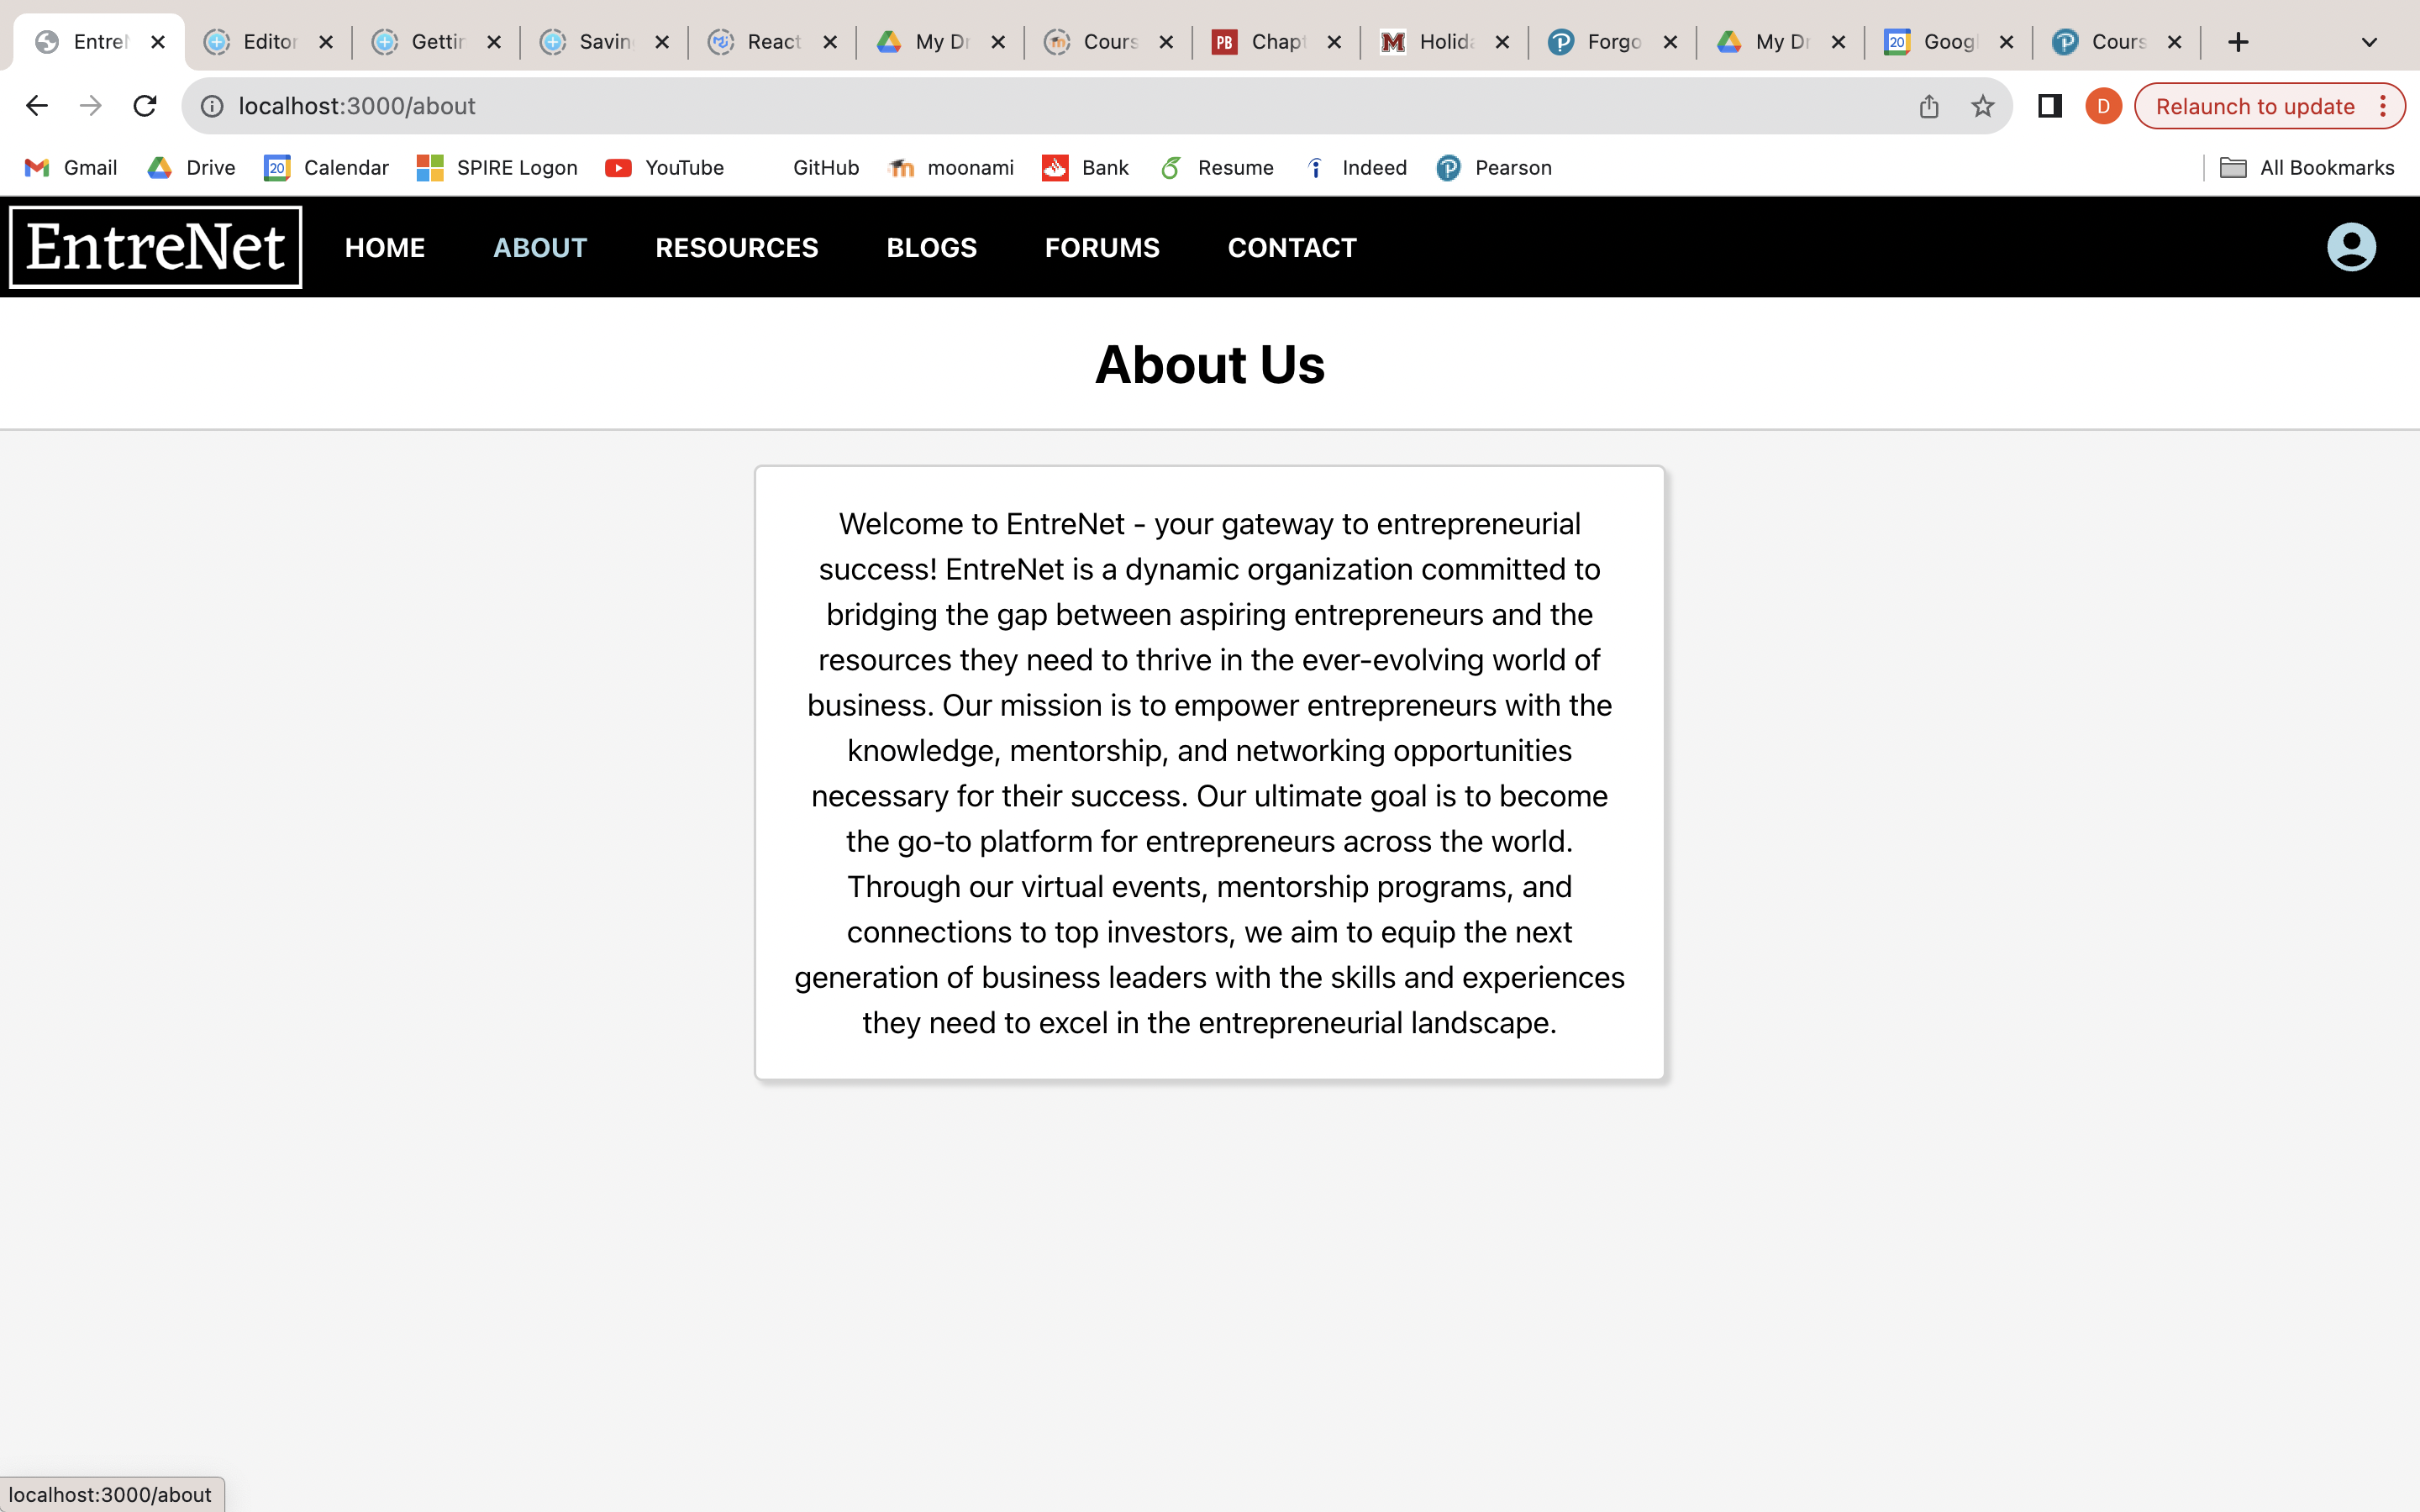 Entre Editor Gettin Savin React My Dr Cours Chapt Holida Forgo My Dr Goog Cours
localhost:3000/about Relaunch to update
D
Gmail Drive 20 Calendar SPIRE Logon YouTube GitHub moonami Bank Resume Indeed Pearson All Bookmarks
EntreNet HOME ABOUT RESOURCES BLOGS FORUMS CONTACT
About Us
Welcome to EntreNet - your gateway to entrepreneurial
success! EntreNet is a dynamic organization committed to
bridging the gap between aspiring entrepreneurs and the
resources they need to thrive in the ever-evolving world of
business. Our mission is to empower entrepreneurs with the
knowledge, mentorship, and networking opportunities
necessary for their success. Our ultimate goal is to become
the go-to platform for entrepreneurs across the world.
Through our virtual events, mentorship programs, and
connections to top investors, we aim to equip the next
generation of business leaders with the skills and experiences
they need to excel in the entrepreneurial landscape.
localhost:3000/about